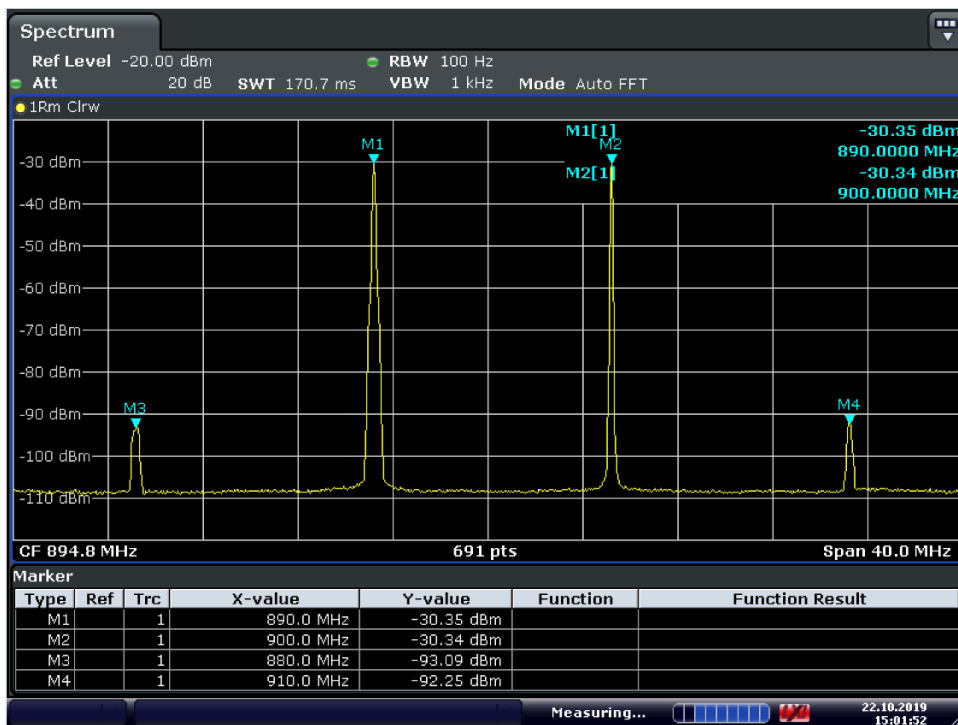 Spectrum
Ref Level -20.00 dBm RBW 100 Hz
Att 20 dB SWT 170.7 ms VBW 1 kHz Mode Auto FFT
1Rm Clrw
M1[1] -30.35 dBm
890.0000 MHz
M2[1] -30.34 dBm
900.0000 MHz
M1
M2
-30 dBm
-40 dBm
-50 dBm
-60 dBm
-70 dBm
-80 dBm
-90 dBm
M3
M4
-100 dBm
-110 dBm
CF 894.8 MHz 691 pts Span 40.0 MHz
Marker
Type Ref Trc X-value Y-value Function Function Result
M1 1 890.0 MHz -30.35 dBm
M2 1 900.0 MHz -30.34 dBm
M3 1 880.0 MHz -93.09 dBm
M4 1 910.0 MHz -92.25 dBm
Measuring... 22.10.2019
15:01:52